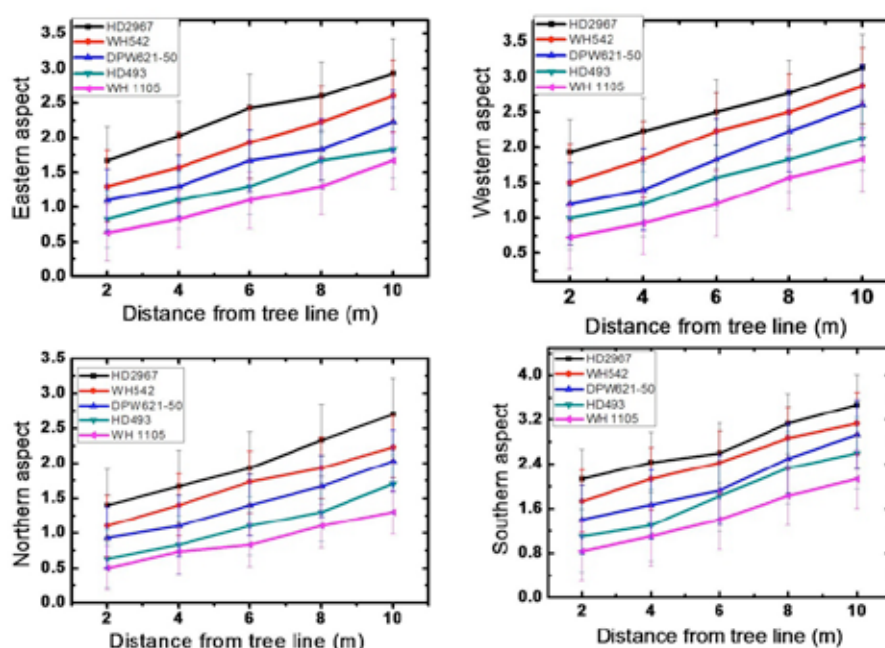 HD2967
WH542
DPW621-50
HD493
WH 1105
Eastern aspect
3.5
3.0
2.5
2.0
1.5
1.0
0.5
0.0
2 4 6 8 10
Distance from tree line (m)
HD2967
WH542
DPW621-50
HD493
WH 1105
Western aspect
3.5
3.0
2.5
2.0
1.5
1.0
0.5
2 4 6 8 10
Distance from tree line (m)
HD2967
WH542
DPW621-50
HD493
WH 1105
Northern aspect
3.5
3.0
2.5
2.0
1.5
1.0
0.5
0.0
2 4 6 8 10
Distance from tree line (m)
HD2967
WH542
DPW621-50
HD493
WH 1105
Southern aspect
4.0
3.2
2.4
1.6
0.8
0.0
2 4 6 8 10
Distance from tree line (m)